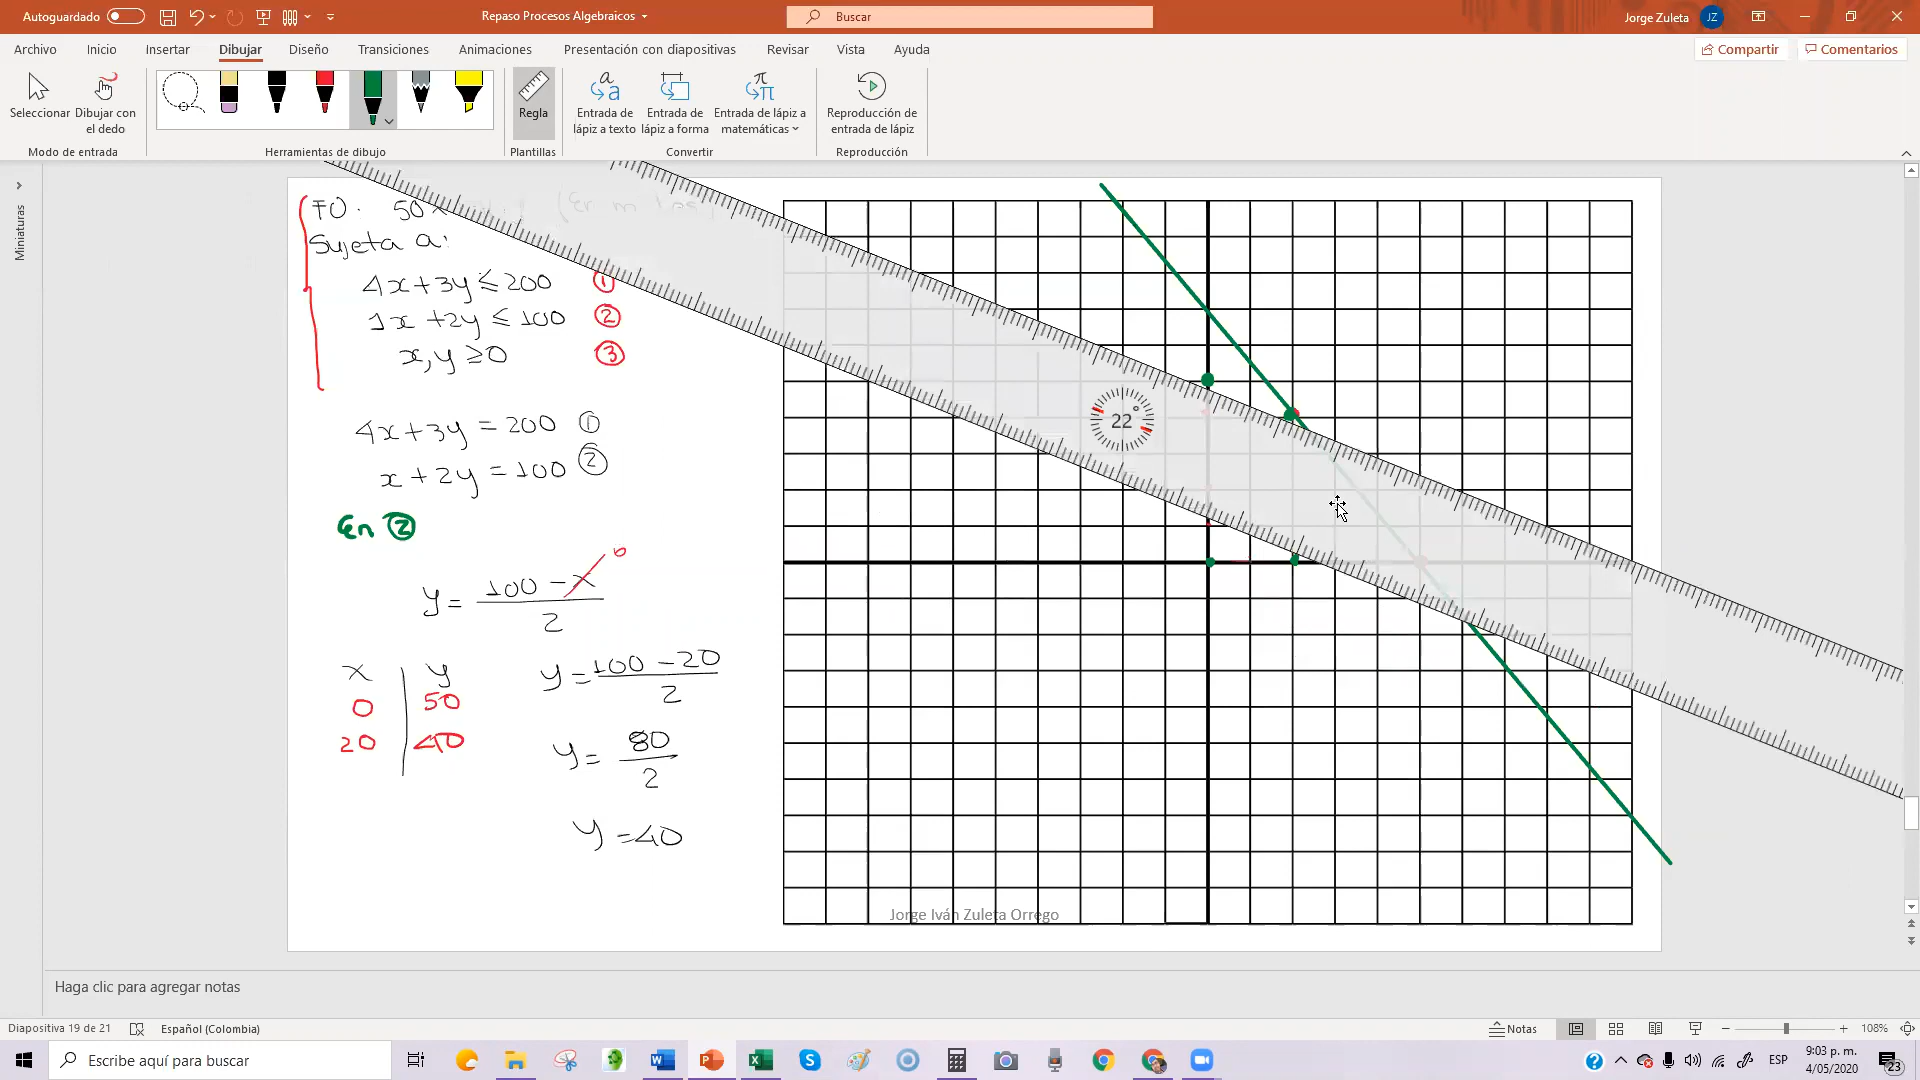 Autoguardado
Repaso Procesos Algebraicos
Buscar
Jorge Zuleta
JZ
Archivo
Inicio
Insertar
Dibujar
Diseño
Transiciones
Animaciones
Presentación con diapositivas
Revisar
Vista
Ayuda
Compartir
Comentarios
Seleccionar
Dibujar con el dedo
Regla
Entrada de lápiz a texto
Entrada de lápiz a forma
Entrada de lápiz a matemáticas
Reproducción de entrada de lápiz
Modo de entrada
Herramientas de dibujo
Plantillas
Convertir
Reproducción
Miniaturas
FO: 50x
Sujeta a:
4x+3y ≤ 200 ①
1x +2y ≤ 100 ②
x,y ≥ 0 ③
4x+3y = 200 ①
x+2y = 100 ②
En ②
y = (100 - x)/2
0
x | y
0 | 50
20 | 40
y = (100 - 20)/2
y = 80/2
y = 40
22°
Jorge Iván Zuleta Orrego
Haga clic para agregar notas
Diapositiva 19 de 21
Español (Colombia)
Notas
108%
Escribe aquí para buscar
ESP
9:03 p. m.
4/05/2020
23